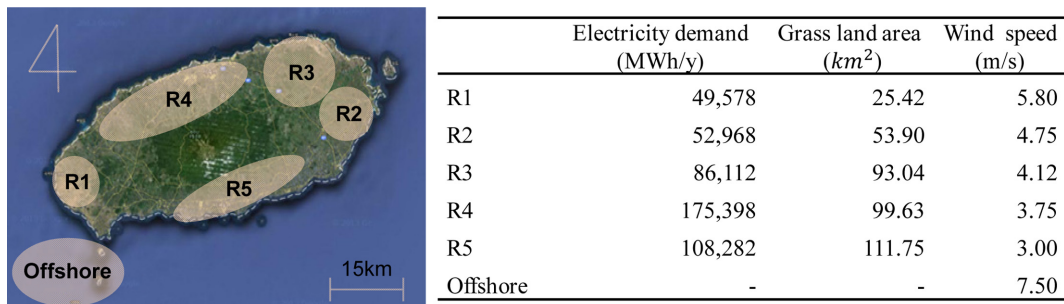 R3
R4
R2
R1
R5
Offshore
15km
Electricity demand Grass land area Wind speed
(MWh/y) (km²) (m/s)
R1 49,578 25.42 5.80
R2 52,968 53.90 4.75
R3 86,112 93.04 4.12
R4 175,398 99.63 3.75
R5 108,282 111.75 3.00
Offshore - - 7.50